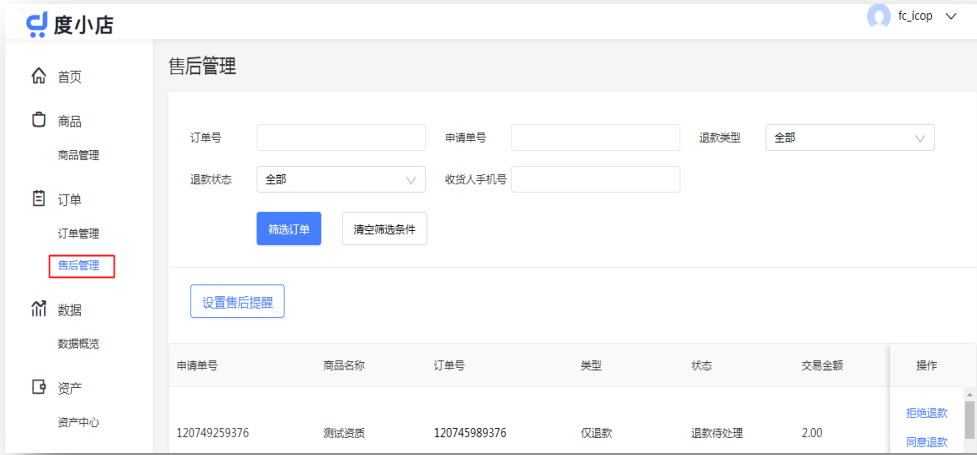 度小店
fc_icop
首页
商品
商品管理
订单
订单管理
售后管理
数据
数据概览
资产
资产中心
售后管理
订单号
申请单号
退款类型 全部
退款状态 全部
收货人手机号
筛选订单 清空筛选条件
设置售后提醒
申请单号 商品名称 订单号 类型 状态 交易金额 操作
120749259376 测试资质 120745989376 仅退款 退款待处理 2.00 拒绝退款
同意退款